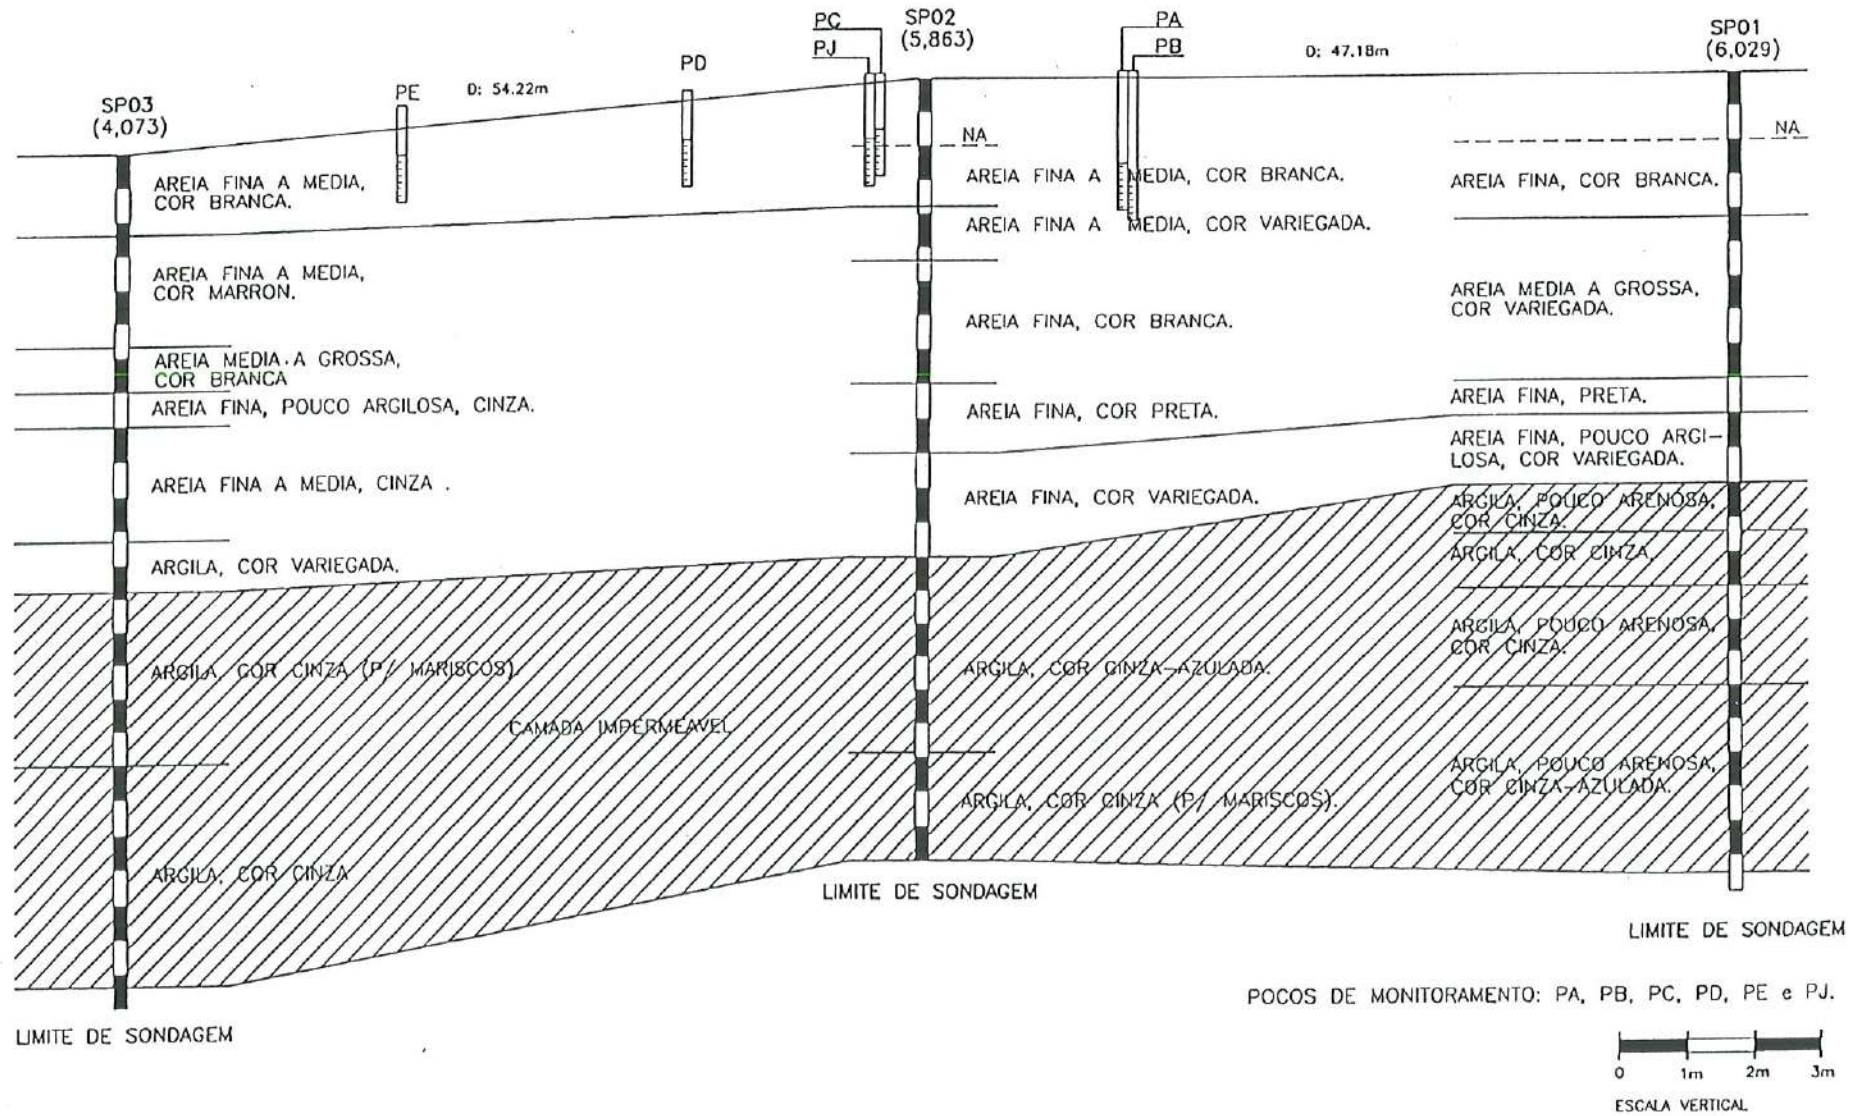 PC
SP02
(5,863)
PJ
PA
PB
D: 47.18m
SP01
(6,029)
PD
PE
D: 54.22m
SP03
(4,073)
NA
NA
AREIA FINA A MEDIA,
COR BRANCA.
AREIA FINA A MEDIA, COR BRANCA.
AREIA FINA, COR BRANCA.
AREIA FINA A MEDIA, COR VARIEGADA.
AREIA FINA A MEDIA,
COR MARRON.
AREIA FINA, COR BRANCA.
AREIA MEDIA A GROSSA,
COR VARIEGADA.
AREIA MEDIA A GROSSA,
COR BRANCA
AREIA FINA, POUCO ARGILOSA, CINZA.
AREIA FINA, COR PRETA.
AREIA FINA, PRETA.
AREIA FINA, POUCO ARGI-
LOSA, COR VARIEGADA.
AREIA FINA A MEDIA, CINZA .
AREIA FINA, COR VARIEGADA.
ARGILA, POUCO ARENOSA,
COR CINZA.
ARGILA, COR CINZA.
ARGILA, COR VARIEGADA.
ARGILA, POUCO ARENOSA,
COR CINZA.
ARGILA, COR CINZA (P/ MARISCOS).
ARGILA, COR CINZA-AZULADA.
CAMADA IMPERMEAVEL
ARGILA, POUCO ARENOSA,
COR CINZA-AZULADA.
ARGILA, COR CINZA (P/ MARISCOS).
ARGILA, COR CINZA
LIMITE DE SONDAGEM
LIMITE DE SONDAGEM
LIMITE DE SONDAGEM
POCOS DE MONITORAMENTO: PA, PB, PC, PD, PE e PJ.
0 1m 2m 3m
ESCALA VERTICAL